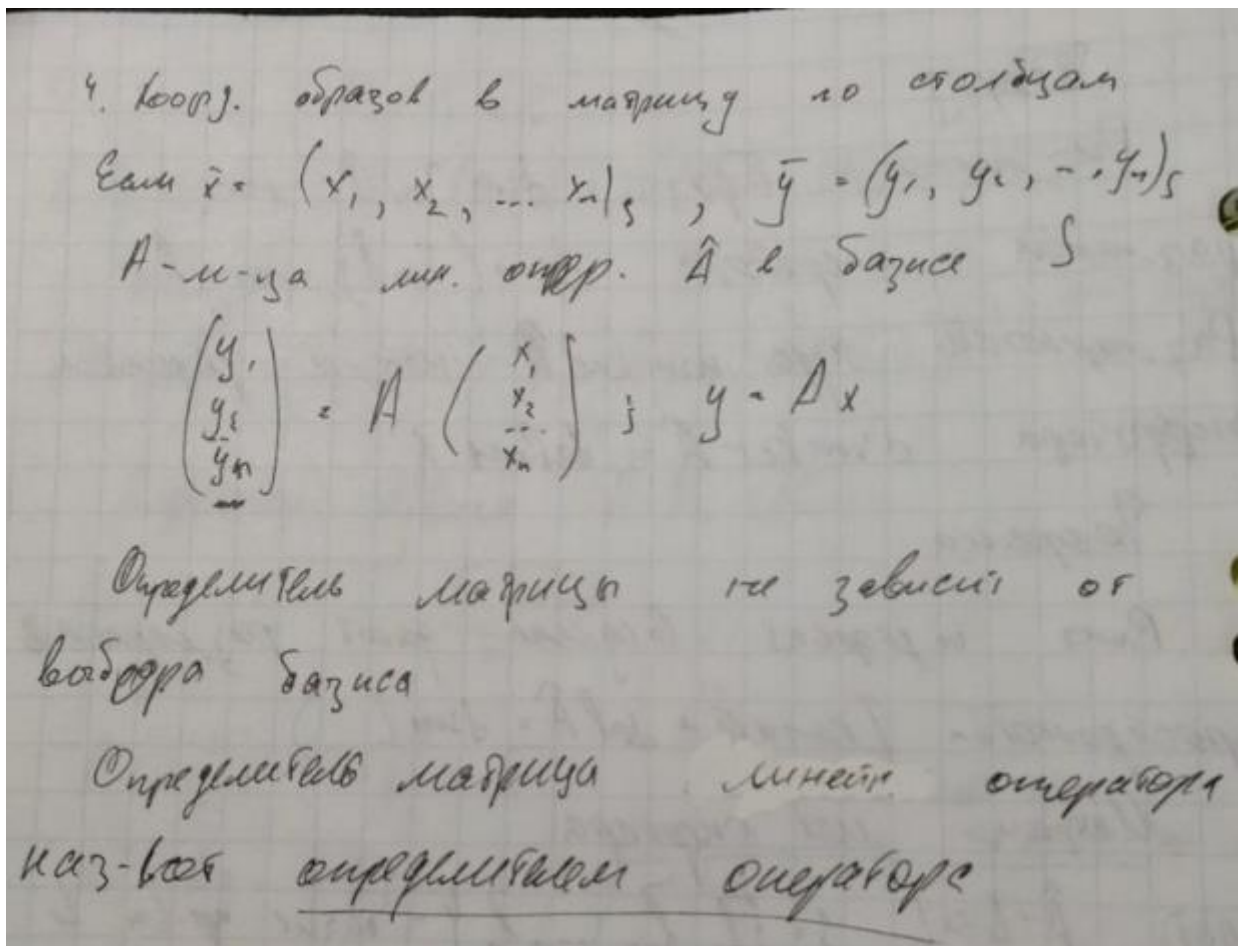 4. Коорд. образов в матрицу по столбцам
Если x̄ = (x₁, x₂, ... xₙ)ₛ , ȳ = (y₁, y₂, -, yₙ)ₛ
A-м-ца лин. опер. Â в базисе S
(y₁ y₂ ... yₙ) = A (x₁ x₂ ... xₙ) ; y = Ax
Определитель матрицы не зависит от
выбора базиса
Определитель матрица линейн оператора
наз-вает определителем оператора